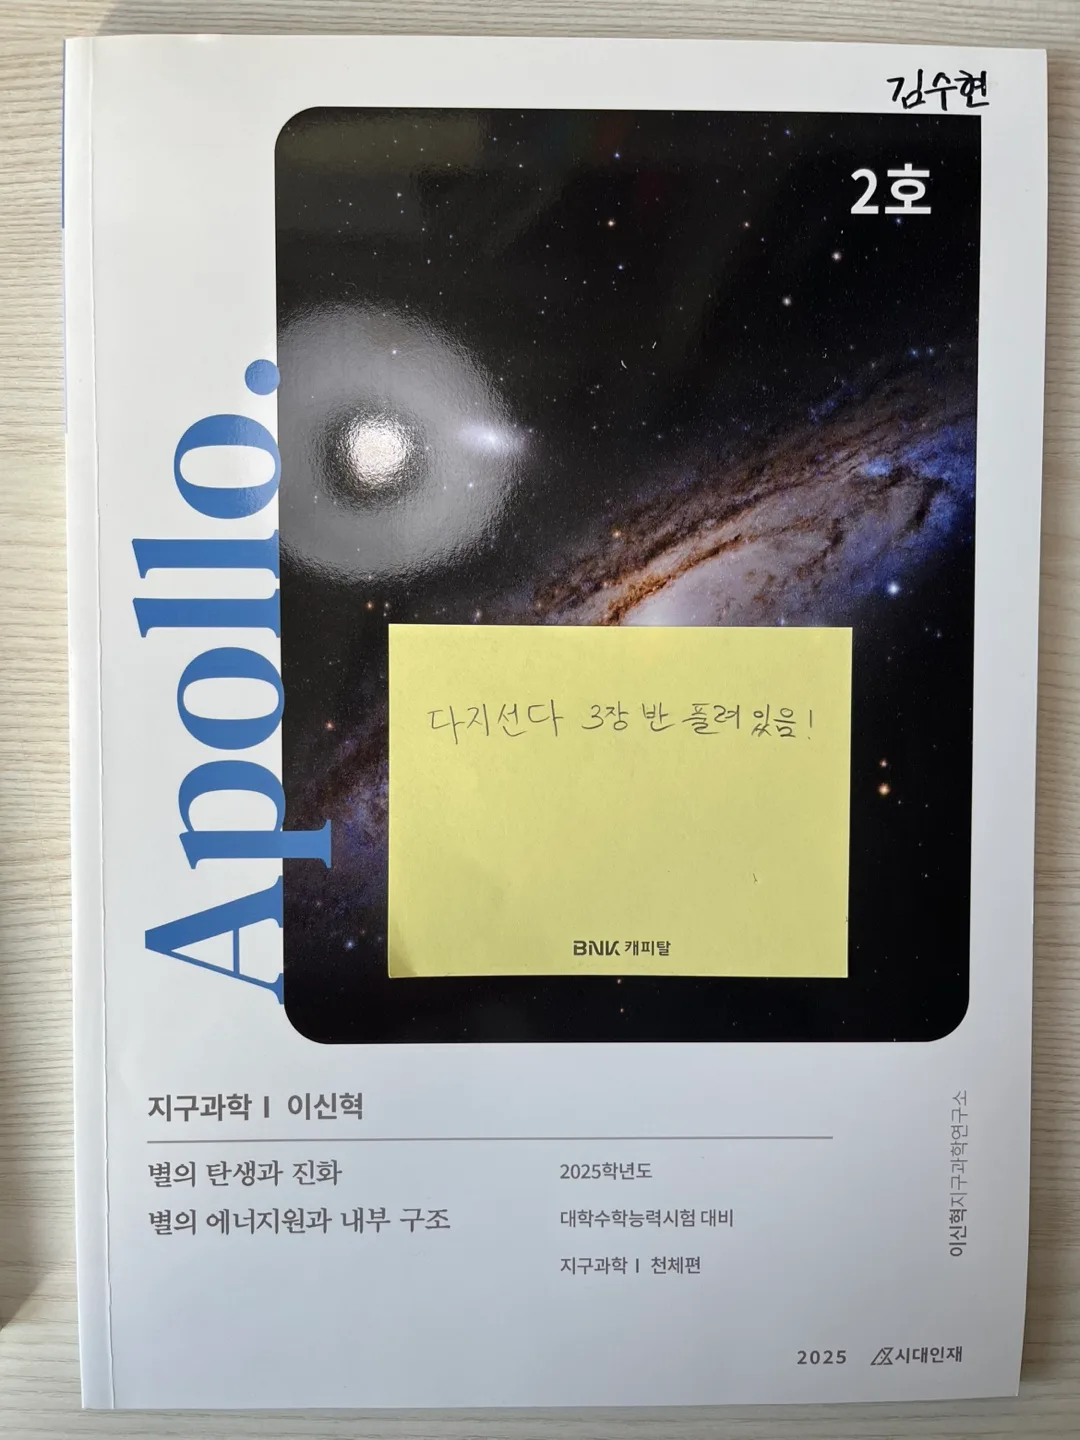 김수현
2호
Apollo.
다지선다 3장 반 풀려 있음!
BNK 캐피탈
지구과학 I 이신혁
별의 탄생과 진화
별의 에너지원과 내부 구조
2025학년도
대학수학능력시험 대비
지구과학 I 천체편
이신혁지구과학연구소
2025 시대인재